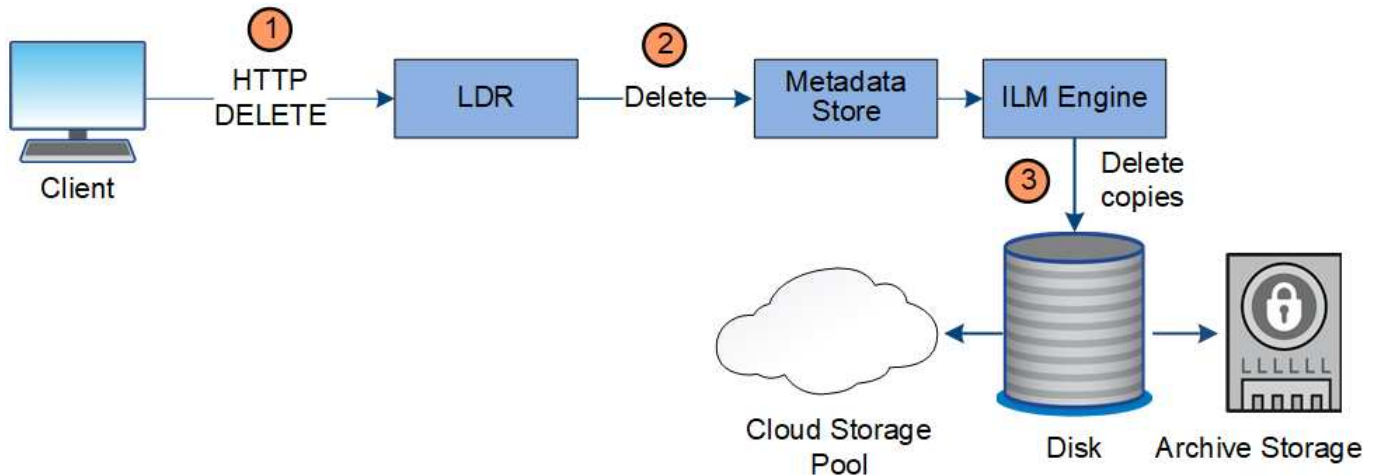 1
HTTP
DELETE
Client
LDR
2
Delete
Metadata
Store
ILM Engine
3
Delete
copies
Cloud Storage
Pool
Disk
LLLLLL
Archive Storage